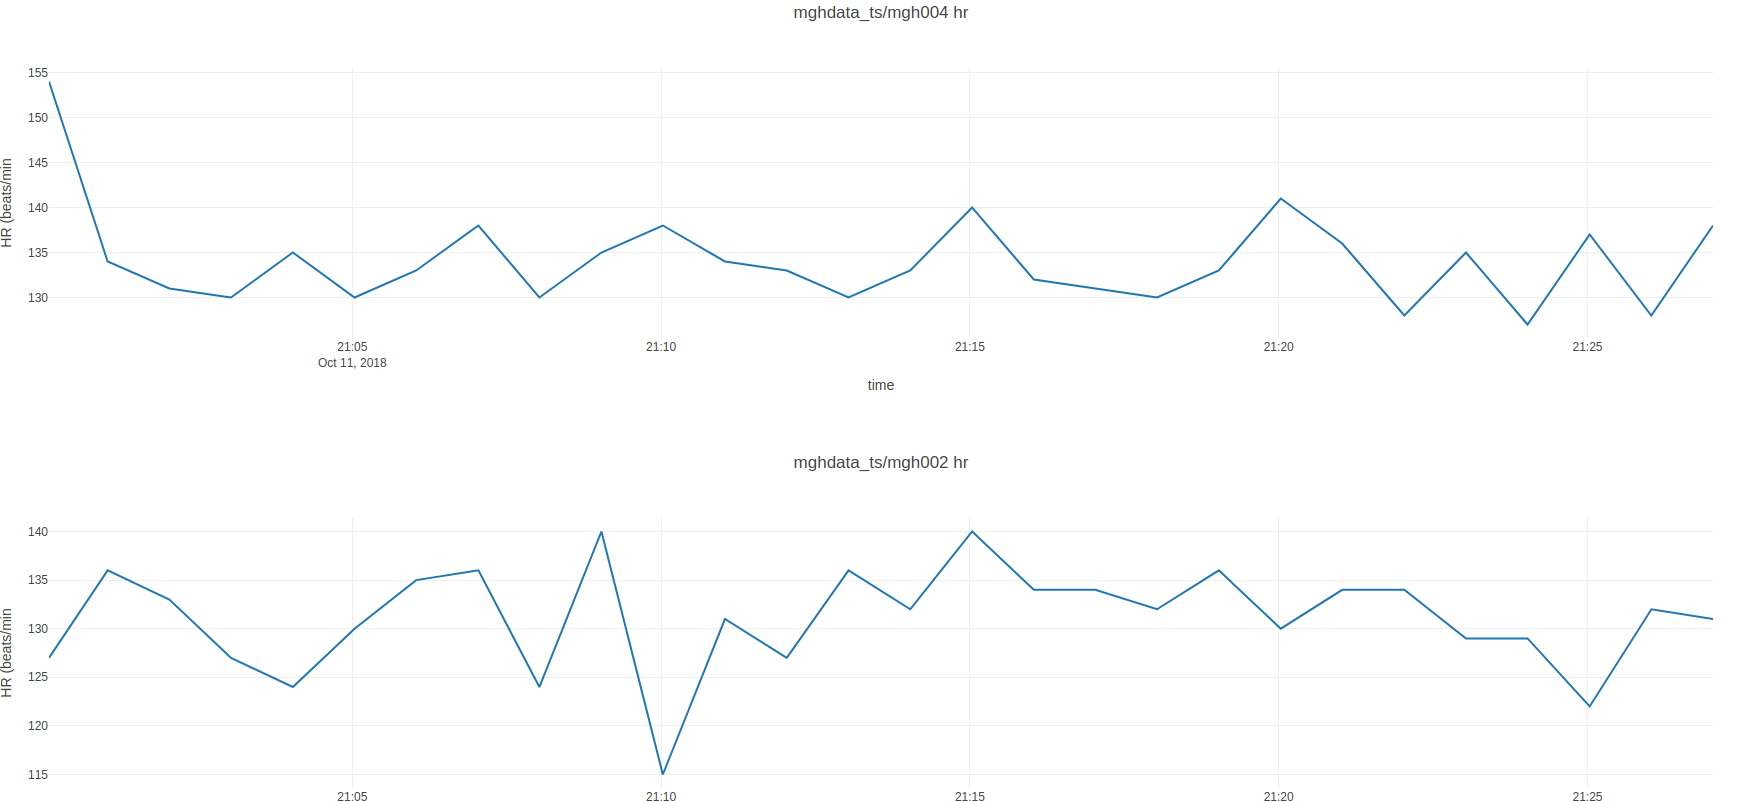 mghdata_ts/mgh004 hr
155
150
145
140
135
130
HR (beats/min
21:05 21:10 21:15 21:20 21:25
Oct 11, 2018
time
mghdata_ts/mgh002 hr
140
135
130
125
120
115
HR (beats/min
21:05 21:10 21:15 21:20 21:25